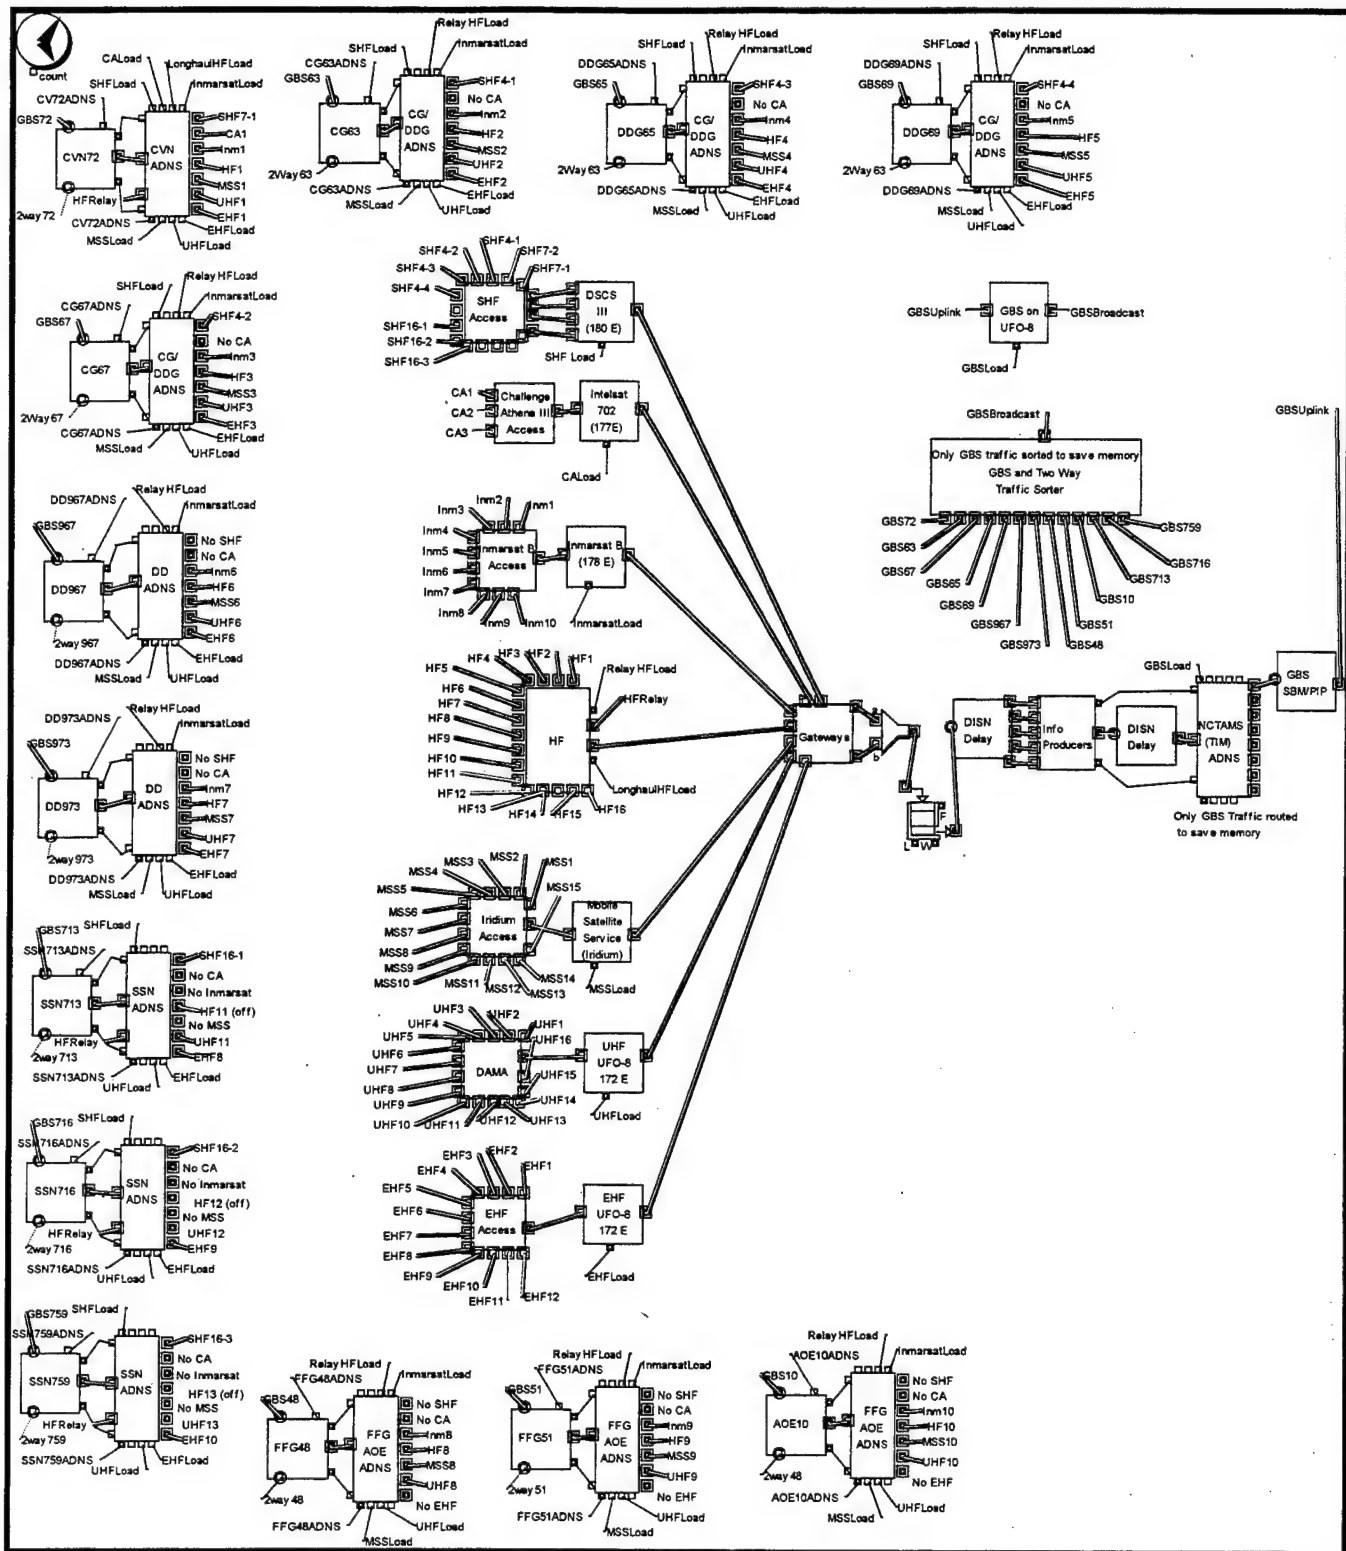 count
CALoad
LonghaulHFLoad
SHFLoad
InmarsatLoad
CV72ADNS
GBS72
CVN72
CVN
ADNS
SHF7-1
CA1
Inm1
HF1
MSS1
UHF1
EHF1
2way 72
HFRelay
CV72ADNS
MSSLoad
EHFLoad
UHFLoad
Relay HFLoad
SHFLoad
InmarsatLoad
CG63ADNS
GBS63
CG63
CG/
DDG
ADNS
SHF4-1
No CA
Inm2
HF2
MSS2
UHF2
EHF2
2Way 63
CG63ADNS
MSSLoad
EHFLoad
UHFLoad
Relay HFLoad
SHFLoad
InmarsatLoad
DDG65ADNS
GBS65
DDG65
CG/
DDG
ADNS
SHF4-3
No CA
Inm4
HF4
MSS4
UHF4
EHF4
2Way 63
DDG65ADNS
MSSLoad
EHFLoad
UHFLoad
Relay HFLoad
SHFLoad
InmarsatLoad
DDG69ADNS
GBS69
DDG69
CG/
DDG
ADNS
SHF4-4
No CA
Inm5
HF5
MSS5
UHF5
EHF5
2Way 63
DDG69ADNS
MSSLoad
EHFLoad
UHFLoad
Relay HFLoad
SHFLoad
InmarsatLoad
CG67ADNS
GBS67
CG67
CG/
DDG
ADNS
SHF4-2
No CA
Inm3
HF3
MSS3
UHF3
EHF3
2Way 67
CG67ADNS
MSSLoad
EHFLoad
UHFLoad
SHF4-1
SHF4-2
SHF7-2
SHF4-3
SHF7-1
SHF4-4
SHF
Access
SHF16-1
SHF16-2
SHF16-3
DSCS
III
(180 E)
SHF Load
GBSUplink
GBS on
UFO-8
GBSBroadcast
GBSLoad
CA1
CA2
CA3
Challenge
Athena III
Access
Intelsat
702
(177E)
CALoad
GBSBroadcast
GBSUplink
Only GBS traffic sorted to save memory
GBS and Two Way
Traffic Sorter
GBS72
GBS63
GBS67
GBS65
GBS69
GBS967
GBS973
GBS48
GBS51
GBS10
GBS713
GBS716
GBS759
Relay HFLoad
DD967ADNS
InmarsatLoad
GBS967
DD967
DD
ADNS
No SHF
No CA
Inm6
HF6
MSS6
UHF6
EHF6
2way 967
DD967ADNS
MSSLoad
EHFLoad
UHFLoad
Inm2
Inm3
Inm1
Inm4
Inm5
Inm6
Inm7
Inm8
Inm9
Inm10
Inmarsat B
Access
Inmarsat B
(178 E)
InmarsatLoad
HF1
HF2
HF3
HF4
HF5
HF6
HF7
HF8
HF9
HF10
HF11
HF12
HF13
HF14
HF15
HF16
HF
Relay HFLoad
HFRelay
LonghaulHFLoad
Gateways
a
b
F
L
W
DISN
Delay
Info
Producers
DISN
Delay
GBSLoad
NCTAMS
(TIM)
ADNS
GBS
SBM/PIP
Only GBS Traffic routed
to save memory
Relay HFLoad
DD973ADNS
InmarsatLoad
GBS973
DD973
DD
ADNS
No SHF
No CA
Inm7
HF7
MSS7
UHF7
EHF7
2way 973
DD973ADNS
MSSLoad
EHFLoad
UHFLoad
MSS1
MSS2
MSS3
MSS4
MSS5
MSS6
MSS7
MSS8
MSS9
MSS10
MSS11
MSS12
MSS13
MSS14
MSS15
Iridium
Access
Mobile
Satellite
Service
(Iridium)
MSSLoad
SHFLoad
GBS713
SSN713ADNS
SSN713
SSN
ADNS
SHF16-1
No CA
No Inmarsat
HF11 (off)
No MSS
UHF11
EHF8
HFRelay
2way 713
SSN713ADNS
EHFLoad
UHFLoad
UHF1
UHF2
UHF3
UHF4
UHF5
UHF6
UHF7
UHF8
UHF9
UHF10
UHF11
UHF12
UHF13
UHF14
UHF15
UHF16
DAMA
UHF
UFO-8
172 E
UHFLoad
SHFLoad
GBS716
SSN716ADNS
SSN716
SSN
ADNS
SHF16-2
No CA
No Inmarsat
HF12 (off)
No MSS
UHF12
EHF9
HFRelay
2way 716
SSN716ADNS
EHFLoad
UHFLoad
EHF1
EHF2
EHF3
EHF4
EHF5
EHF6
EHF7
EHF8
EHF9
EHF10
EHF11
EHF12
EHF
Access
EHF
UFO-8
172 E
EHFLoad
SHFLoad
GBS759
SSN759ADNS
SSN759
SSN
ADNS
SHF16-3
No CA
No Inmarsat
HF13 (off)
No MSS
UHF13
EHF10
HFRelay
2way 759
SSN759ADNS
EHFLoad
UHFLoad
Relay HFLoad
FFG48ADNS
InmarsatLoad
GBS48
FFG48
FFG
AOE
ADNS
No SHF
No CA
Inm8
HF8
MSS8
UHF8
No EHF
2way 48
FFG48ADNS
UHFLoad
MSSLoad
Relay HFLoad
FFG51ADNS
InmarsatLoad
GBS51
FFG51
FFG
AOE
ADNS
No SHF
No CA
Inm9
HF9
MSS9
UHF9
No EHF
2way 51
FFG51ADNS
UHFLoad
MSSLoad
Relay HFLoad
AOE10ADNS
InmarsatLoad
GBS10
AOE10
FFG
AOE
ADNS
No SHF
No CA
Inm10
HF10
MSS10
UHF10
No EHF
2way 48
AOE10ADNS
UHFLoad
MSSLoad